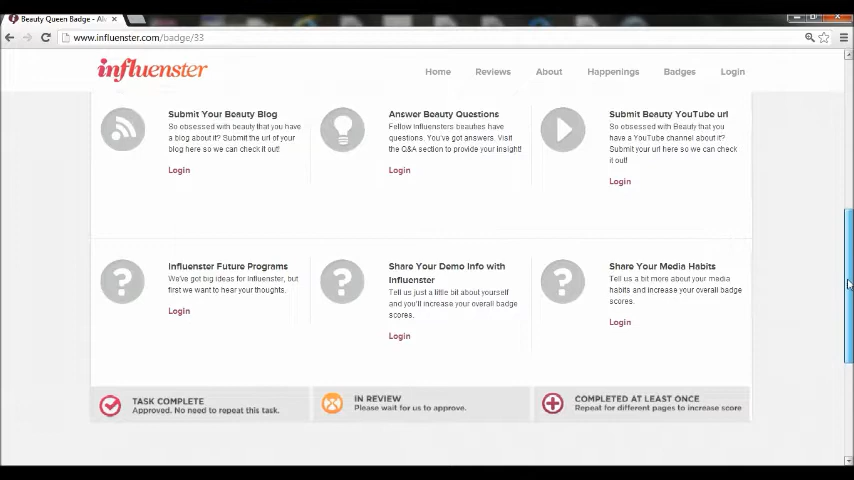 Beauty Queen Badge - Alw
www.influenster.com/badge/33
influenster
Home Reviews About Happenings Badges Login
Submit Your Beauty Blog
So obsessed with beauty that you have
a blog about it? Submit the url of your
blog here so we can check it out!
Login
Answer Beauty Questions
Fellow Influensters beauties have
questions. You've got answers. Visit
the Q&A section to provide your insight!
Login
Submit Beauty YouTube url
So obsessed with Beauty that you
have a YouTube channel about it?
Submit your url here so we can check
it out!
Login
Influenster Future Programs
We've got big ideas for Influenster, but
first we want to hear your thoughts.
Login
Share Your Demo Info with
Influenster
Tell us just a little bit about yourself
and you'll increase your overall badge
scores.
Login
Share Your Media Habits
Tell us a bit more about your media
habits and increase your overall badge
scores.
Login
TASK COMPLETE
Approved. No need to repeat this task.
IN REVIEW
Please wait for us to approve.
COMPLETED AT LEAST ONCE
Repeat for different pages to increase score